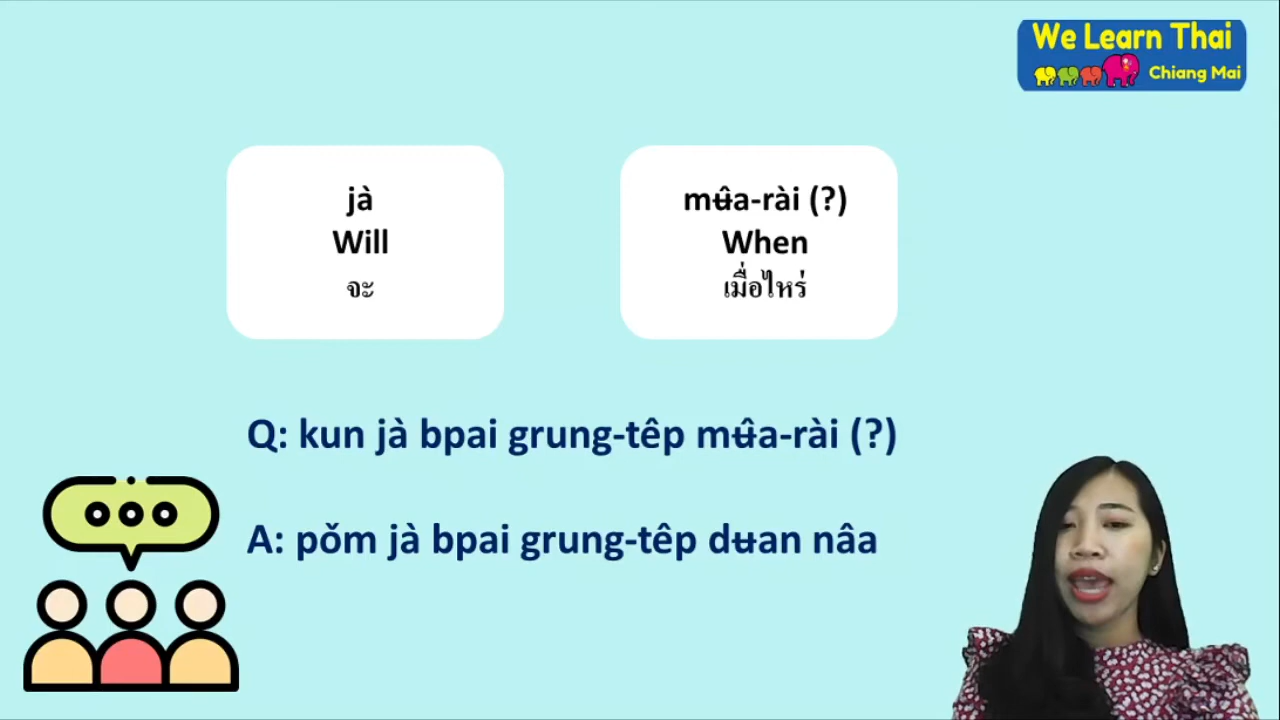 We Learn Thai
Chiang Mai
jà
Will
จะ
mʉ̂a-rài (?)
When
เมื่อไหร่
Q: kun jà bpai grung-têp mʉ̂a-rài (?)
A: pǒm jà bpai grung-têp dʉan nâa